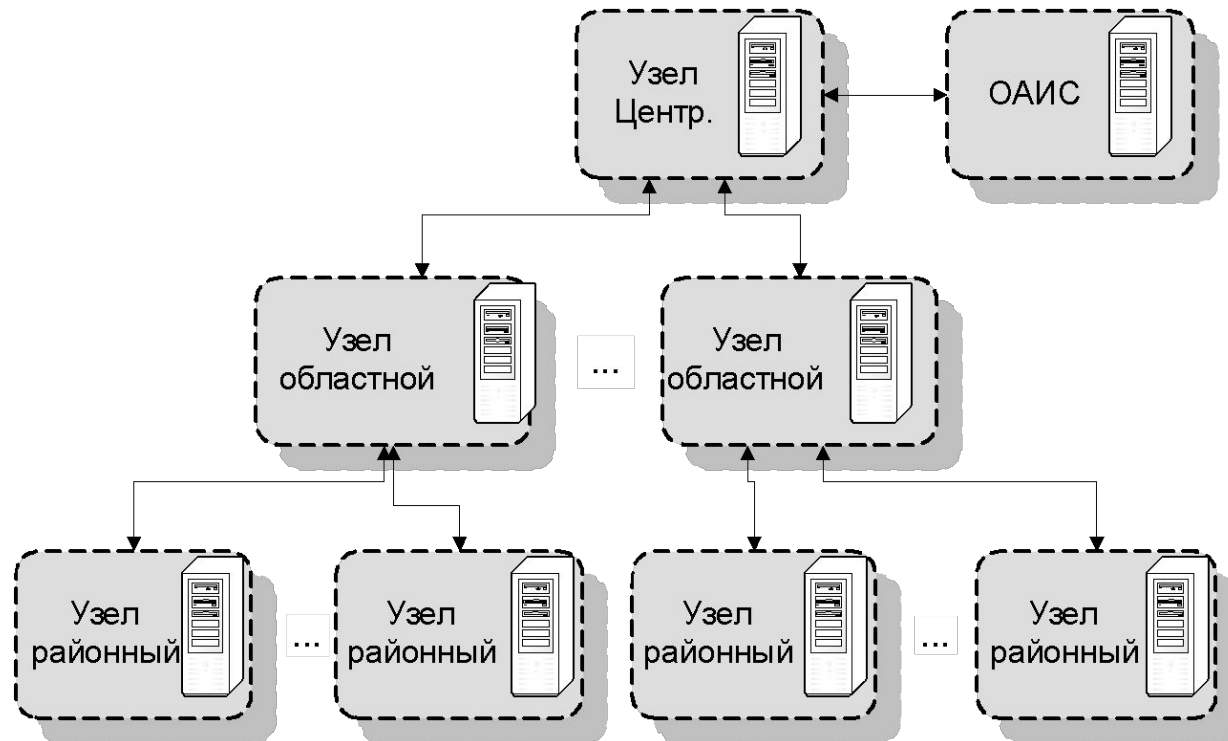 Узел
Центр.
ОАИС
Узел
областной
...
Узел
областной
Узел
районный
...
Узел
районный
Узел
районный
...
Узел
районный